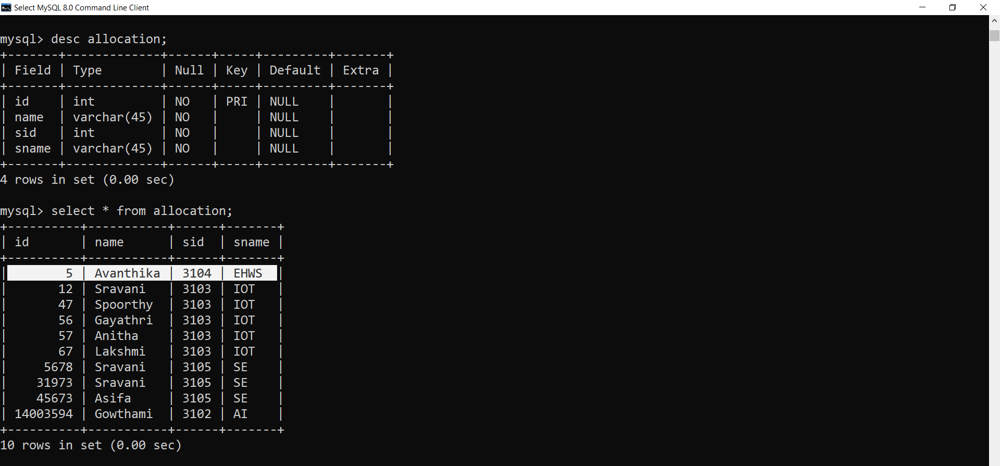 Select MySQL 8.0 Command Line Client
mysql> desc allocation;
+-------+-------------+------+-----+---------+-------+
| Field | Type        | Null | Key | Default | Extra |
+-------+-------------+------+-----+---------+-------+
| id    | int         | NO   | PRI | NULL    |       |
| name  | varchar(45) | NO   |     | NULL    |       |
| sid   | int         | NO   |     | NULL    |       |
| sname | varchar(45) | NO   |     | NULL    |       |
+-------+-------------+------+-----+---------+-------+
4 rows in set (0.00 sec)
mysql> select * from allocation;
+----------+-----------+------+-------+
| id       | name      | sid  | sname |
+----------+-----------+------+-------+
|        5 | Avanthika | 3104 | EHWS  |
|       12 | Sravani   | 3103 | IOT   |
|       47 | Spoorthy  | 3103 | IOT   |
|       56 | Gayathri  | 3103 | IOT   |
|       57 | Anitha    | 3103 | IOT   |
|       67 | Lakshmi   | 3103 | IOT   |
|     5678 | Sravani   | 3105 | SE    |
|    31973 | Sravani   | 3105 | SE    |
|    45673 | Asifa     | 3105 | SE    |
| 14003594 | Gowthami  | 3102 | AI    |
+----------+-----------+------+-------+
10 rows in set (0.00 sec)